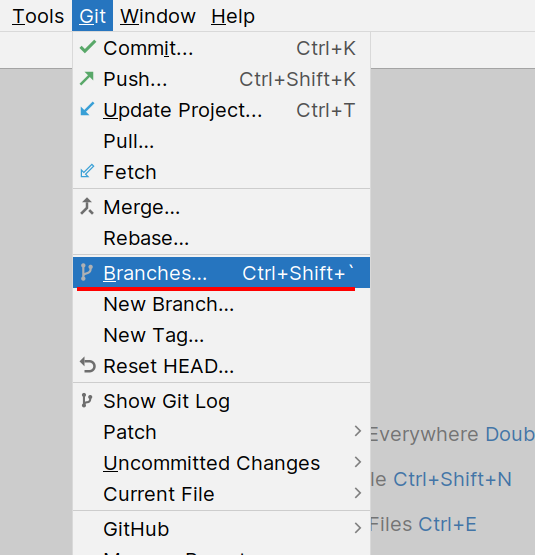 Tools Git Window Help
Commit... Ctrl+K
Push... Ctrl+Shift+K
Update Project... Ctrl+T
Pull...
Fetch
Merge...
Rebase...
Branches... Ctrl+Shift+`
New Branch...
New Tag...
Reset HEAD...
Show Git Log
Patch
Everywhere Doub
Uncommitted Changes
le Ctrl+Shift+N
Current File
GitHub
Files Ctrl+E